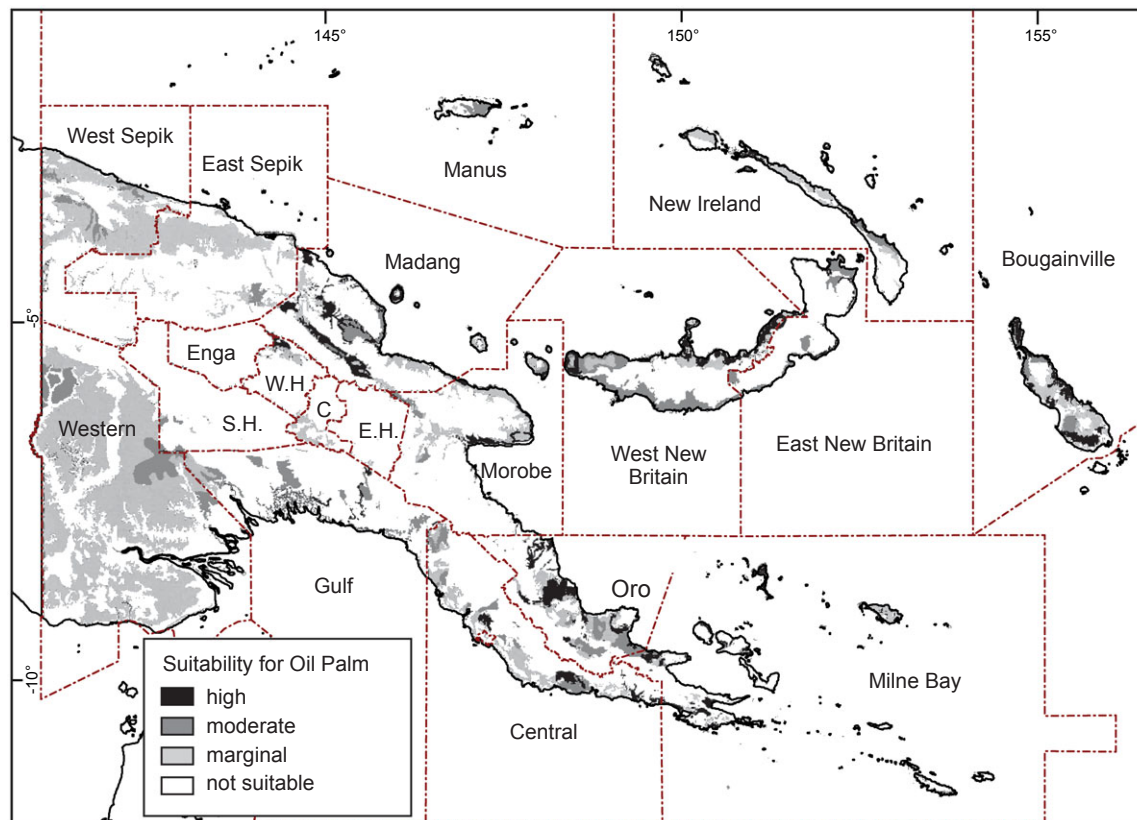 145°
150°
155°
West Sepik
East Sepik
Manus
New Ireland
Madang
Bougainville
-5°
Enga
W.H.
C
S.H.
E.H.
Western
Morobe
West New
Britain
East New Britain
Gulf
Oro
Milne Bay
Central
-10°
Suitability for Oil Palm
high
moderate
marginal
not suitable